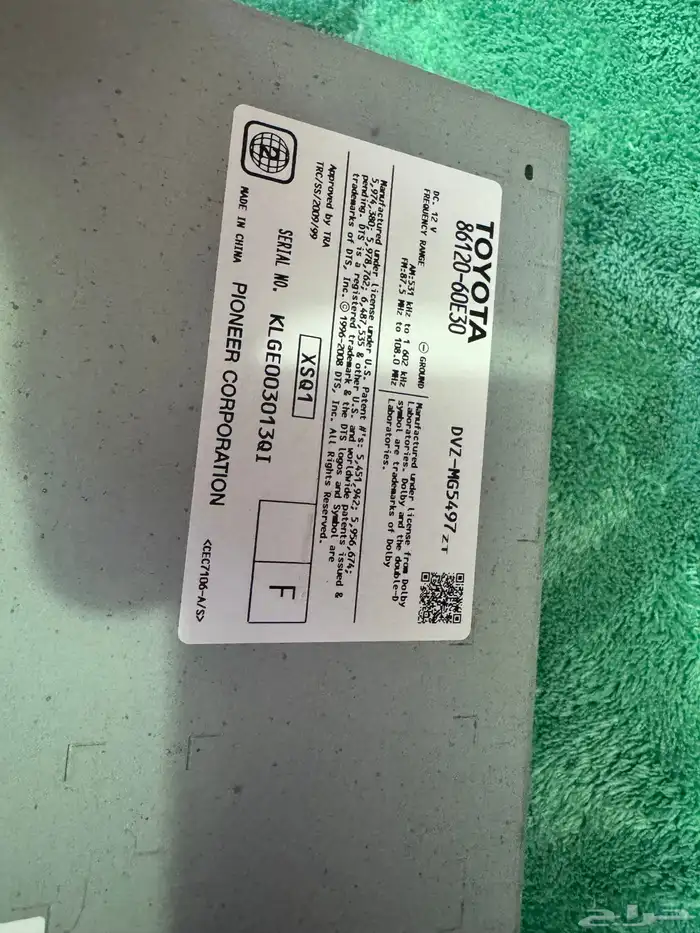 TOYOTA
86120-60E30
DVZ-MG5497ZT
DC. 12 V
⊖ GROUND
FREQUENCY RANGE
AM:531 kHz to 1 602 kHz
FM:87.5 MHz to 108.0 MHz
Manufactured under license from Dolby
Laboratories. Dolby and the double-D
symbol are trademarks of Dolby
Laboratories.
Manufactured under license under U.S. Patent #'s: 5,451,942; 5,956,674;
5,974,380; 5,978,762; 6,487,535 & other U.S. and worldwide patents issued &
pending. DTS is a registered trademark & the DTS logos and Symbol are
trademarks of DTS, Inc. © 1996-2008 DTS, Inc. All Rights Reserved.
Approved by TRA
TRC/SS/2009/99
XSQ1
F
SERIAL NO. KLGE003013QI
2
MADE IN CHINA PIONEER CORPORATION
<CEC7106-A/S>
حراج